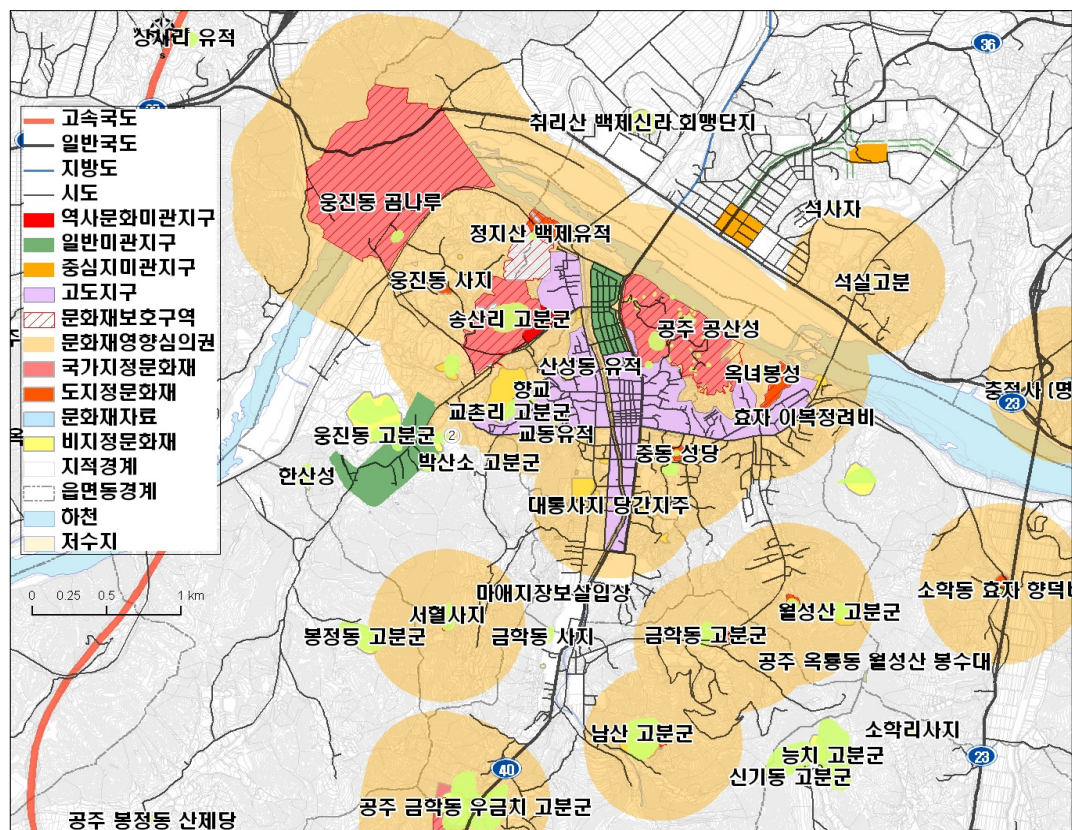 상서리 유적
36
23
고속국도
일반국도
지방도
시도
역사문화미관지구
일반미관지구
중심지미관지구
고도지구
문화재보호구역
문화재영향심의권
국가지정문화재
도지정문화재
문화재자료
비지정문화재
지적경계
읍면동경계
하천
저수지
0 0.25 0.5 1 km
취리산 백제신라 회맹단지
웅진동 곰나루
석사자
정지산 백제유적
웅진동 사지
석실고분
송산리 고분군
공주 공산성
산성동 유적
옥녀봉성
향교
충절사 (명
23
교촌리 고분군
효자 이복정려비
교동유적
웅진동 고분군
2
박산소 고분군
중동 성당
한산성
대통사지 당간지주
마애지장보살입상
소학동 효자 향덕비
서혈사지
월성산 고분군
봉정동 고분군
금학동 사지
금학동 고분군
공주 옥룡동 월성산 봉수대
남산 고분군
소학리사지
능치 고분군
23
신기동 고분군
40
공주 금학동 우금치 고분군
공주 봉정동 산제당